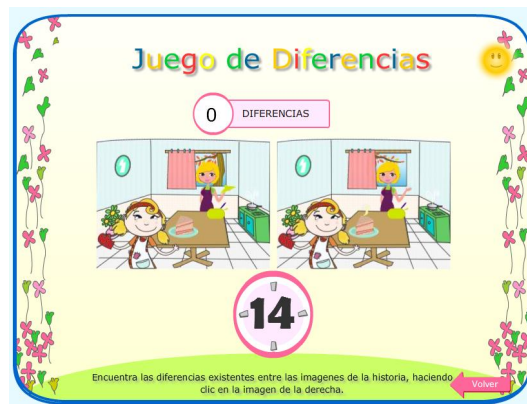 Juego de Diferencias
0 DIFERENCIAS
14
Encuentra las diferencias existentes entre las imagenes de la historia, haciendo
clic en la imagen de la derecha.
Volver